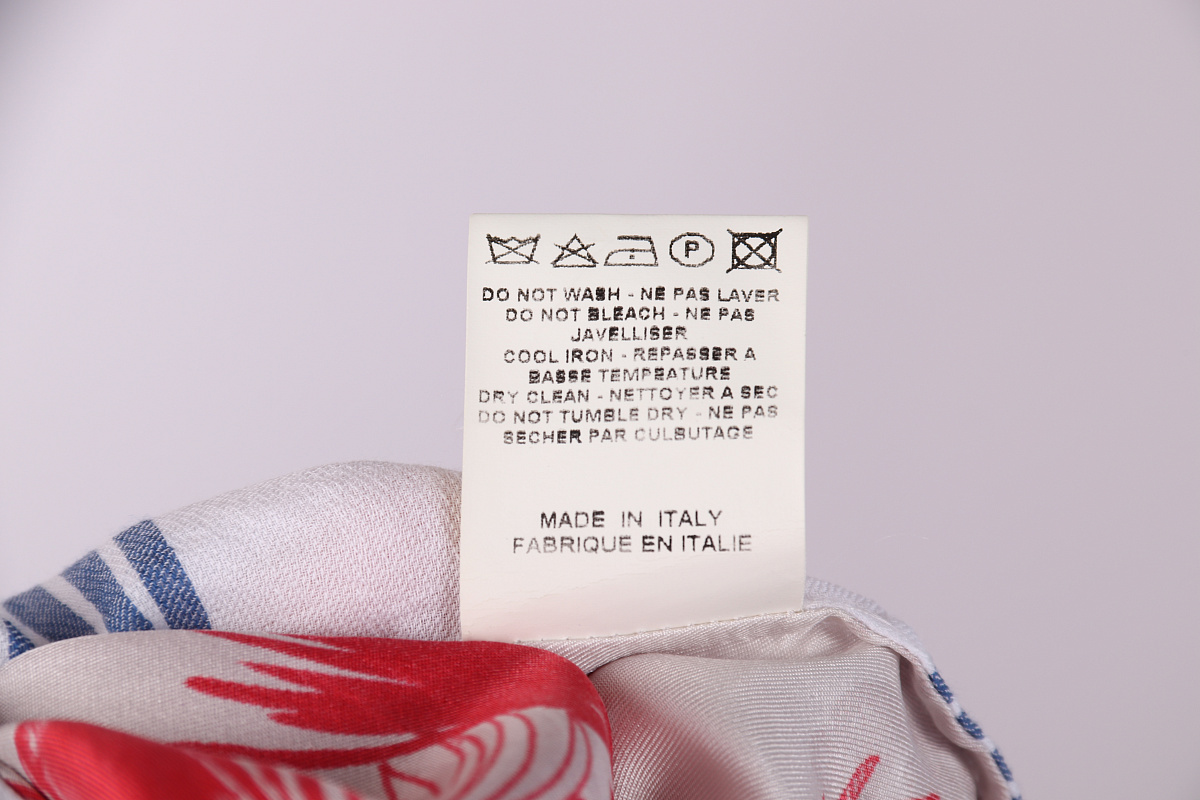 P
DO NOT WASH - NE PAS LAVER
DO NOT BLEACH - NE PAS
JAVELLISER
COOL IRON - REPASSER A
BASSE TEMPEATURE
DRY CLEAN - NETTOYER A SEC
DO NOT TUMBLE DRY - NE PAS
SECHER PAR CULBUTAGE
MADE IN ITALY
FABRIQUE EN ITALIE